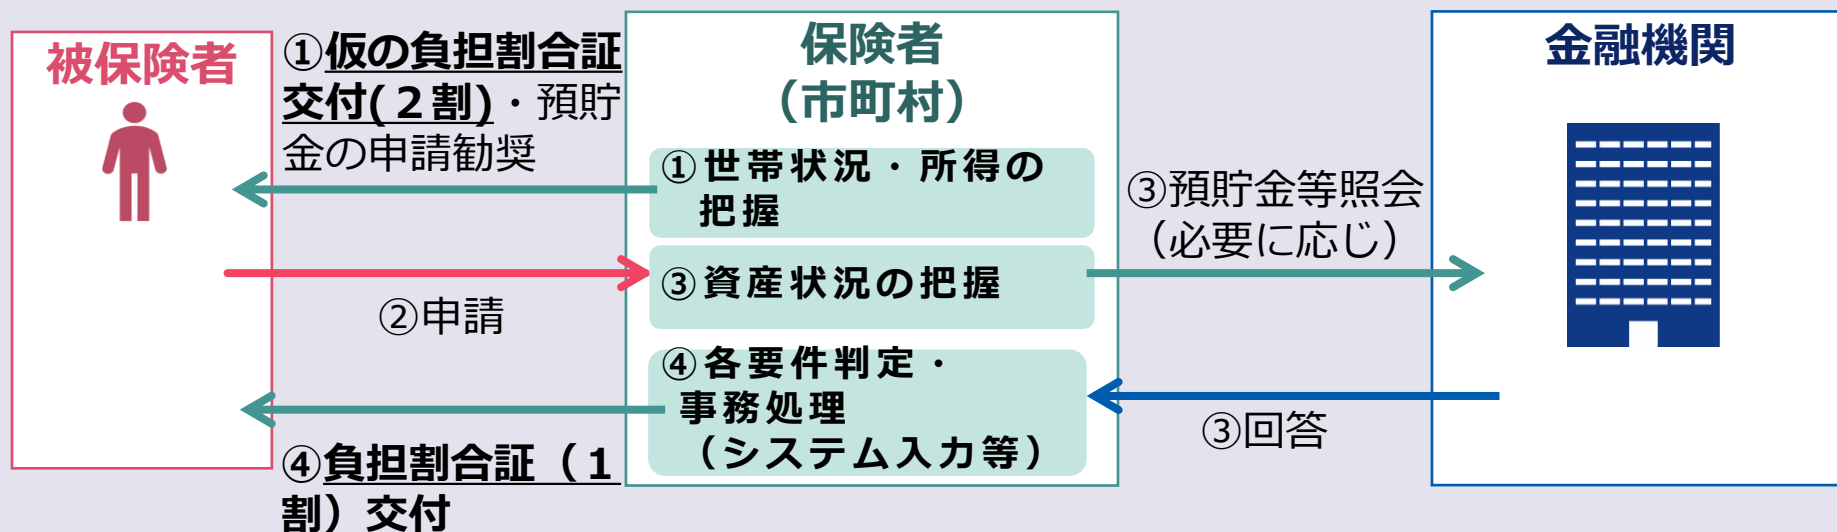 被保険者
①仮の負担割合証
交付(２割)・預貯
金の申請勧奨
②申請
④負担割合証（１
割）交付
保険者
（市町村）
①世帯状況・所得の
把握
③資産状況の把握
④各要件判定・
事務処理
（システム入力等）
③預貯金等照会
（必要に応じ）
③回答
金融機関